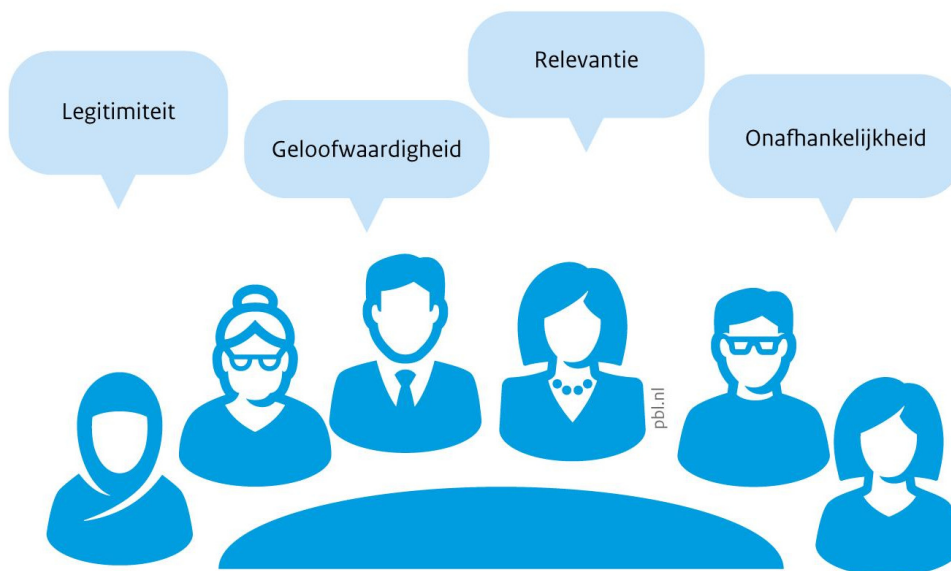 Legitimiteit
Geloofwaardigheid
Relevantie
Onafhankelijkheid
pbl.nl